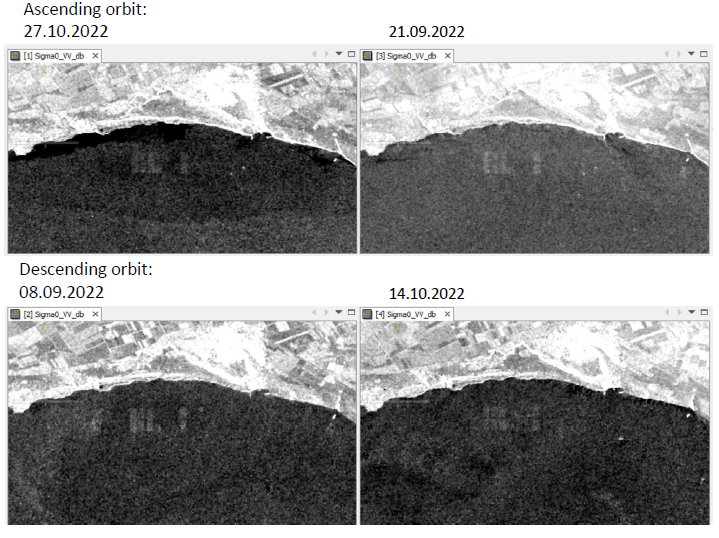 Ascending orbit:
27.10.2022
21.09.2022
[1] Sigma0_VV_db
[3] Sigma0_VV_db
Descending orbit:
08.09.2022
14.10.2022
[2] Sigma0_VV_db
[4] Sigma0_VV_db